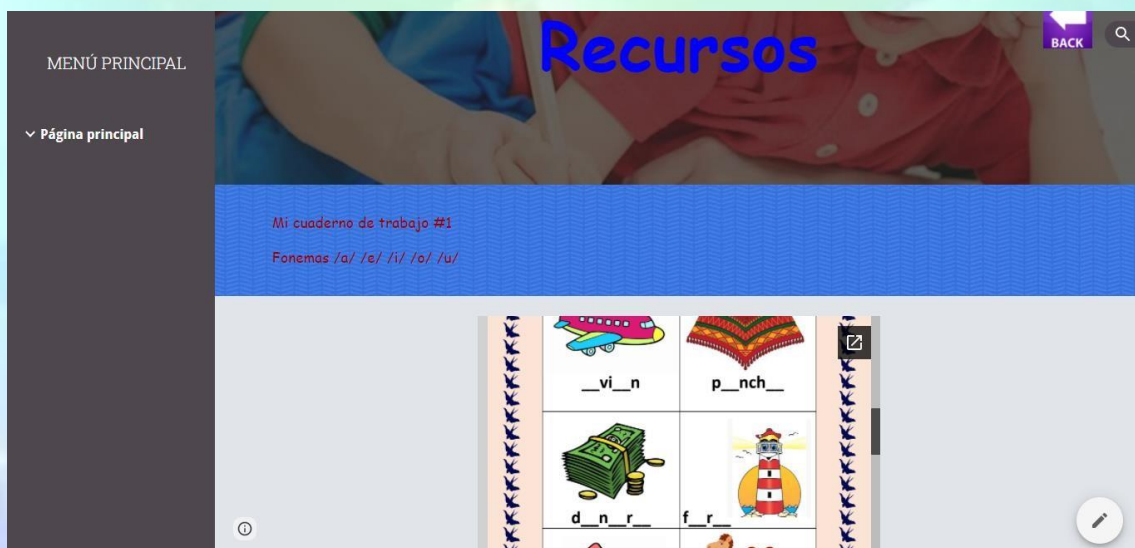 Recursos
BACK
MENÚ PRINCIPAL
Página principal
Mi cuaderno de trabajo #1
Fonemas /a/ /e/ /i/ /o/ /u/
__vi__n
p__nch__
d__n__r__
f__r__